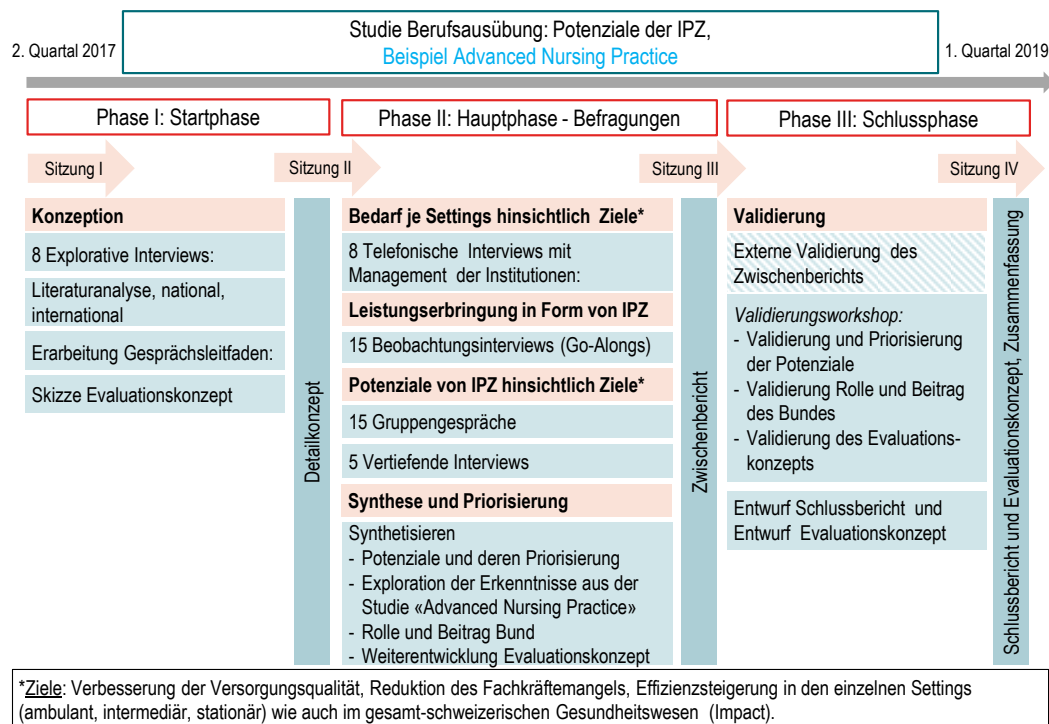 Studie Berufsausübung: Potenziale der IPZ,
Beispiel Advanced Nursing Practice
2. Quartal 2017
1. Quartal 2019
Phase I: Startphase
Phase II: Hauptphase - Befragungen
Phase III: Schlussphase
Sitzung I
Sitzung II
Sitzung III
Sitzung IV
Konzeption
8 Explorative Interviews:
Literaturanalyse, national,
international
Erarbeitung Gesprächsleitfaden:
Skizze Evaluationskonzept
Detailkonzept
Bedarf je Settings hinsichtlich Ziele*
8 Telefonische Interviews mit
Management der Institutionen:
Leistungserbringung in Form von IPZ
15 Beobachtungsinterviews (Go-Alongs)
Potenziale von IPZ hinsichtlich Ziele*
15 Gruppengespräche
5 Vertiefende Interviews
Synthese und Priorisierung
Synthetisieren
- Potenziale und deren Priorisierung
- Exploration der Erkenntnisse aus der
Studie «Advanced Nursing Practice»
- Rolle und Beitrag Bund
- Weiterentwicklung Evaluationskonzept
Zwischenbericht
Validierung
Externe Validierung des
Zwischenberichts
Validierungsworkshop:
- Validierung und Priorisierung
der Potenziale
- Validierung Rolle und Beitrag
des Bundes
- Validierung des Evaluations-
konzepts
Entwurf Schlussbericht und
Entwurf Evaluationskonzept
Schlussbericht und Evaluationskonzept, Zusammenfassung
*Ziele: Verbesserung der Versorgungsqualität, Reduktion des Fachkräftemangels, Effizienzsteigerung in den einzelnen Settings
(ambulant, intermediär, stationär) wie auch im gesamt-schweizerischen Gesundheitswesen (Impact).